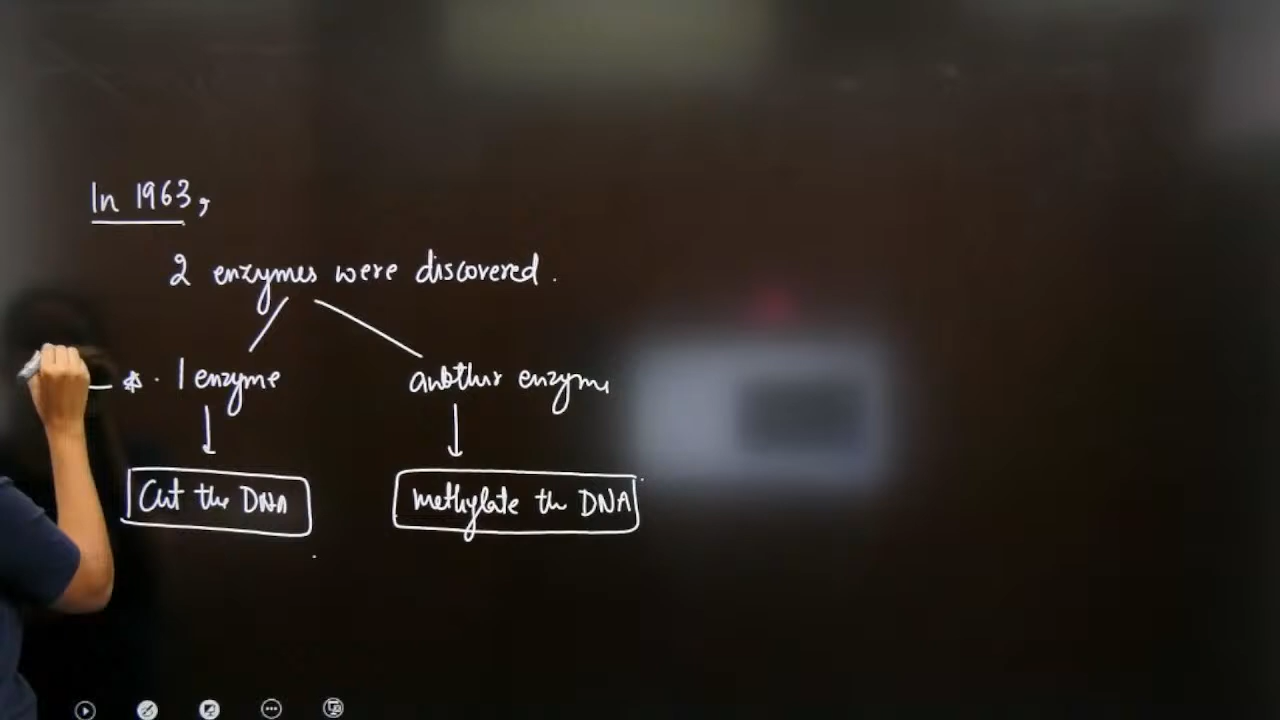 In 1963,
2 enzymes were discovered.
* . 1 enzyme
another enzyme
Cut the DNA
Methylate the DNA